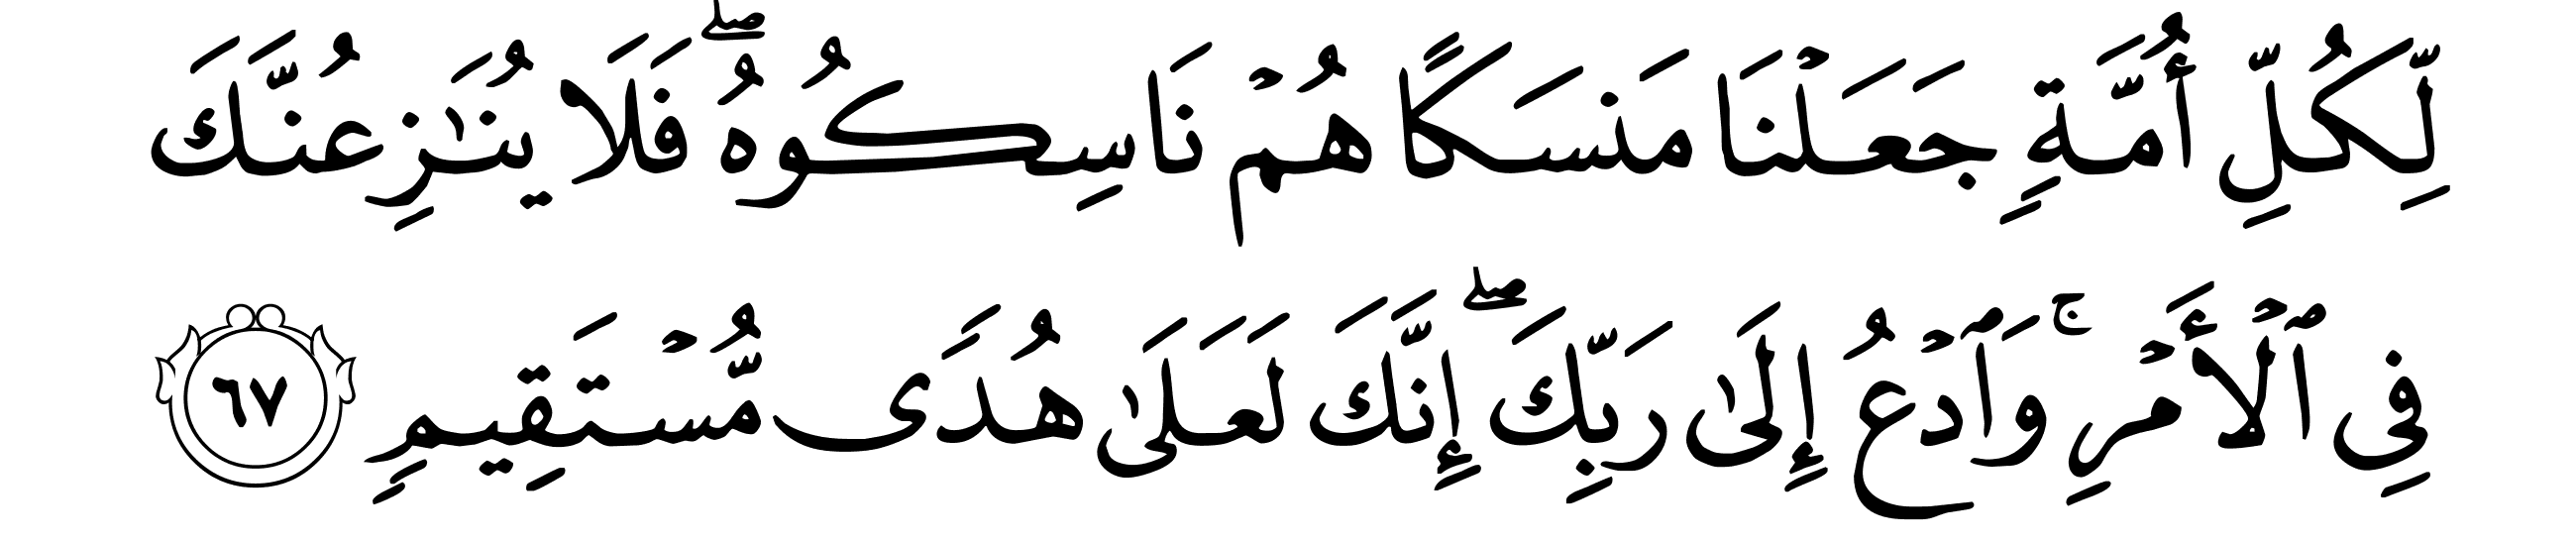 لِّكُلِّ أُمَّةٍ جَعَلۡنَا مَنسَكًا هُمۡ نَاسِكُوهُۖ فَلَا يُنَٰزِعُنَّكَ
فِي ٱلۡأَمۡرِۚ وَٱدۡعُ إِلَىٰ رَبِّكَۖ إِنَّكَ لَعَلَىٰ هُدٗى مُّسۡتَقِيمٖ ٦٧